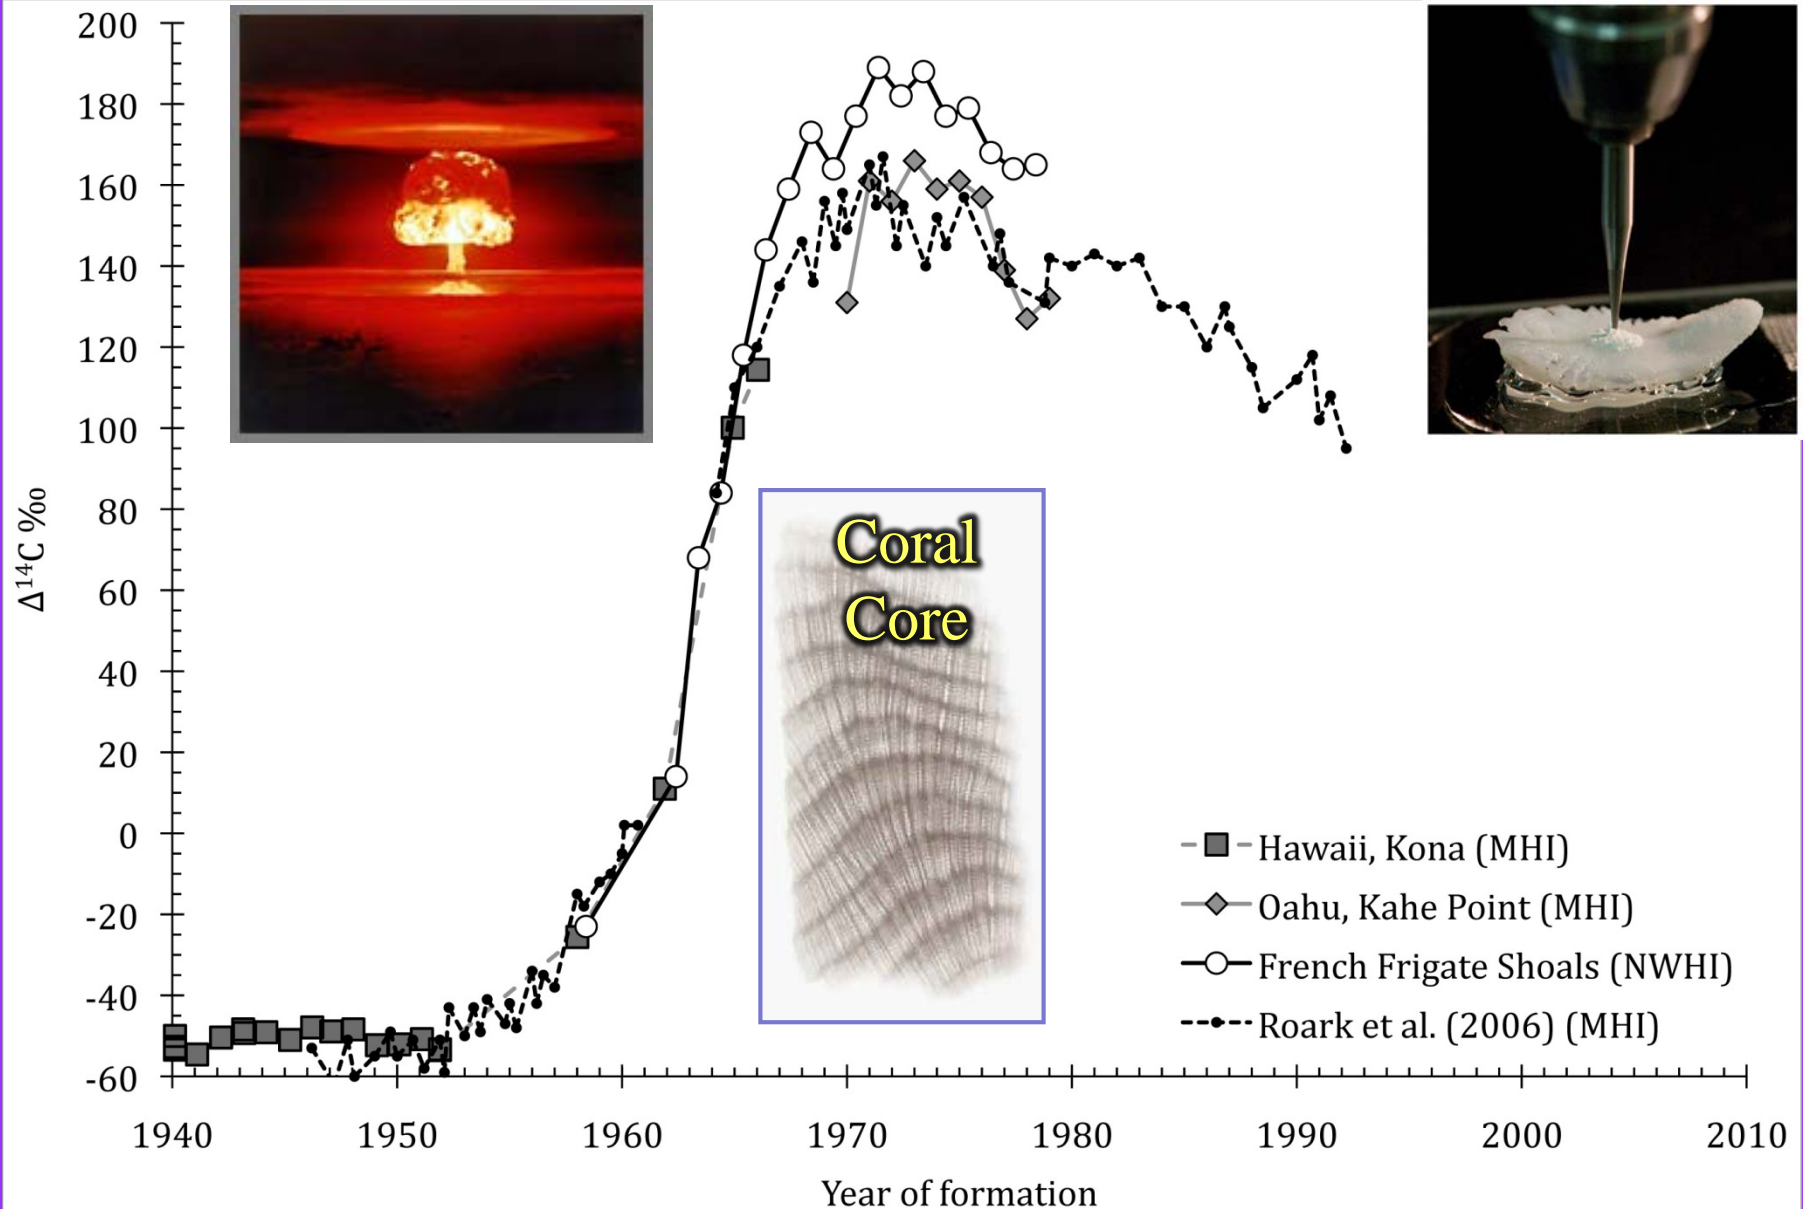 200
180
160
140
120
100
80
60
40
20
0
-20
-40
-60
Δ¹⁴C ‰
Coral
Core
Hawaii, Kona (MHI)
Oahu, Kahe Point (MHI)
French Frigate Shoals (NWHI)
Roark et al. (2006) (MHI)
1940 1950 1960 1970 1980 1990 2000 2010
Year of formation